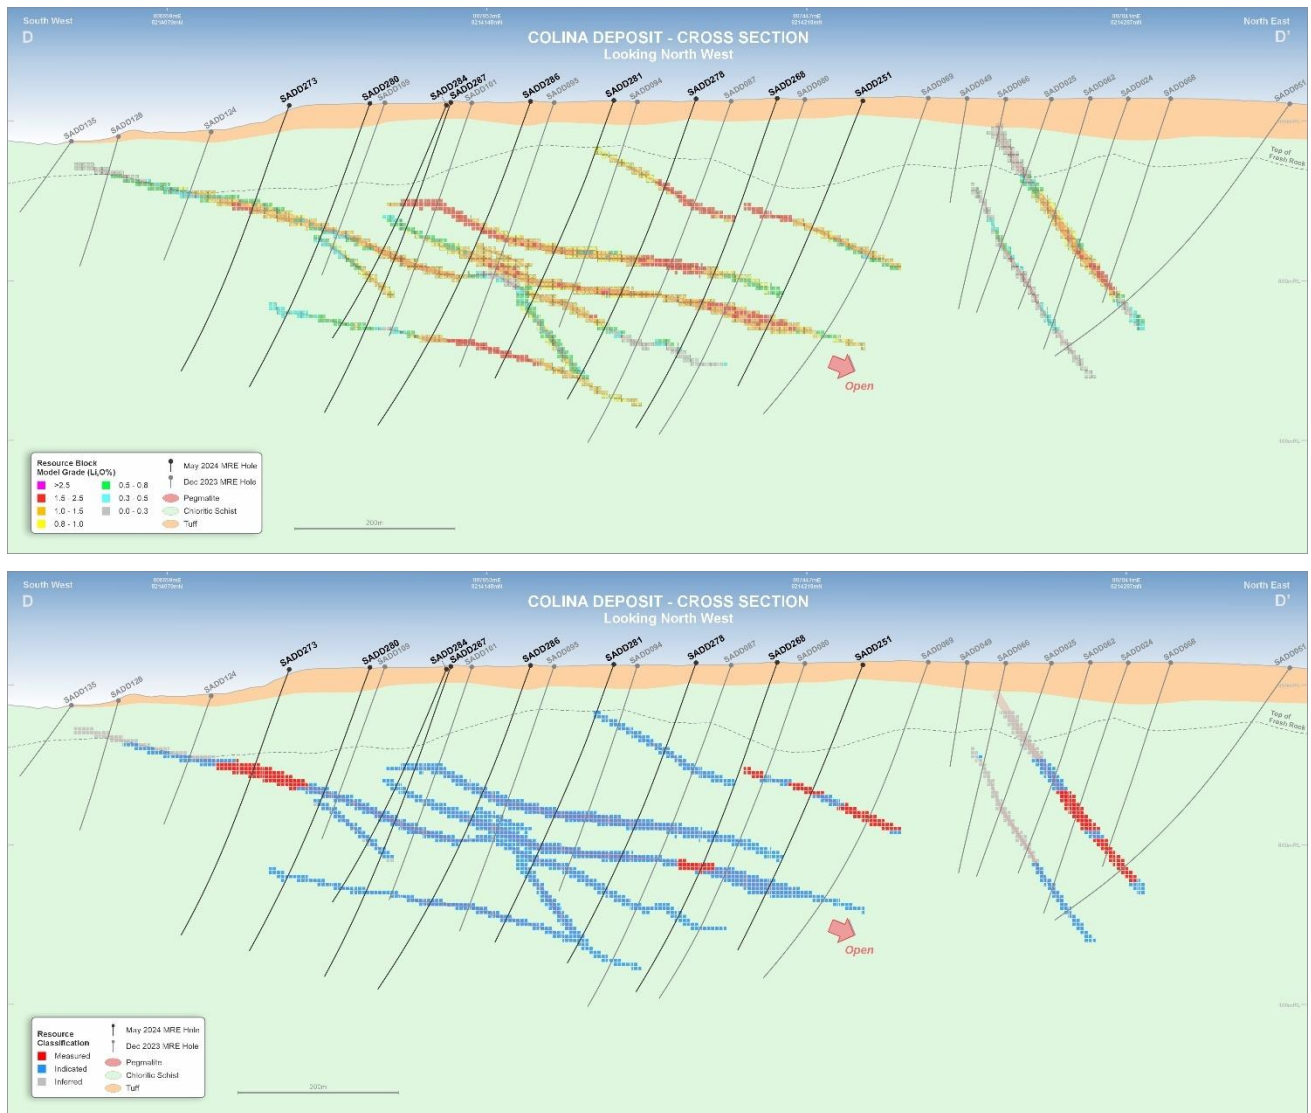 South West
North East
D
COLINA DEPOSIT - CROSS SECTION
D'
Looking North West
SADD135
SADD128
SADD124
SADD273
SADD280
SADD109
SADD284
SADD287
SADD101
SADD286
SADD095
SADD281
SADD094
SADD278
SADD087
SADD268
SADD080
SADD251
SADD069
SADD049
SADD066
SADD025
SADD062
SADD024
SADD068
SADD051
Top of
Fresh Rock
Open
Resource Block
Model Grade (Li₂O%)
>2.5
1.5 - 2.5
1.0 - 1.5
0.8 - 1.0
0.5 - 0.8
0.3 - 0.5
0.0 - 0.3
May 2024 MRE Hole
Dec 2023 MRE Hole
Pegmatite
Chloritic Schist
Tuff
200m
South West
North East
D
COLINA DEPOSIT - CROSS SECTION
D'
Looking North West
SADD135
SADD128
SADD124
SADD273
SADD280
SADD109
SADD284
SADD287
SADD101
SADD286
SADD095
SADD281
SADD094
SADD278
SADD087
SADD268
SADD080
SADD251
SADD069
SADD049
SADD066
SADD025
SADD062
SADD024
SADD068
SADD051
Top of
Fresh Rock
Open
Resource
Classification
Measured
Indicated
Inferred
May 2024 MRE Hole
Dec 2023 MRE Hole
Pegmatite
Chloritic Schist
Tuff
200m